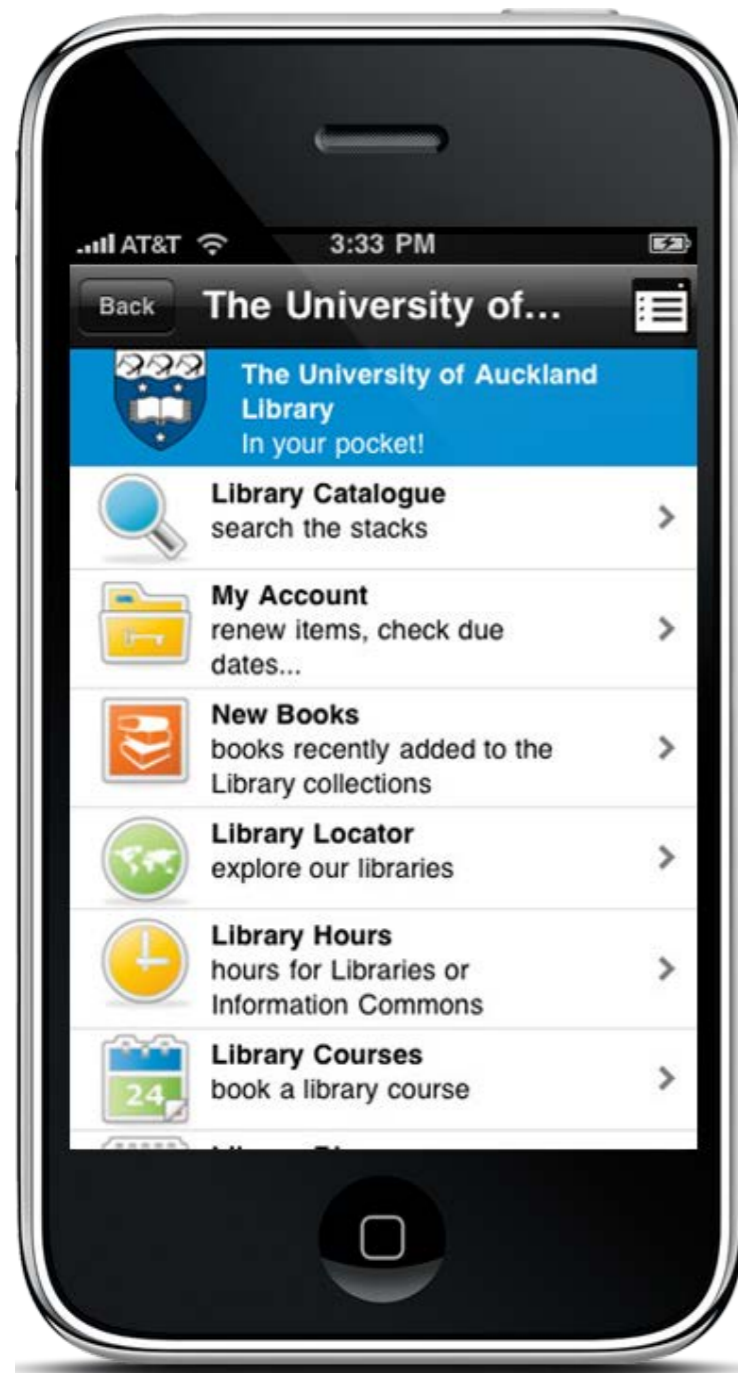 AT&T 3:33 PM
Back The University of...
The University of Auckland
Library
In your pocket!
Library Catalogue
search the stacks
My Account
renew items, check due
dates...
New Books
books recently added to the
Library collections
Library Locator
explore our libraries
Library Hours
hours for Libraries or
Information Commons
24
Library Courses
book a library course